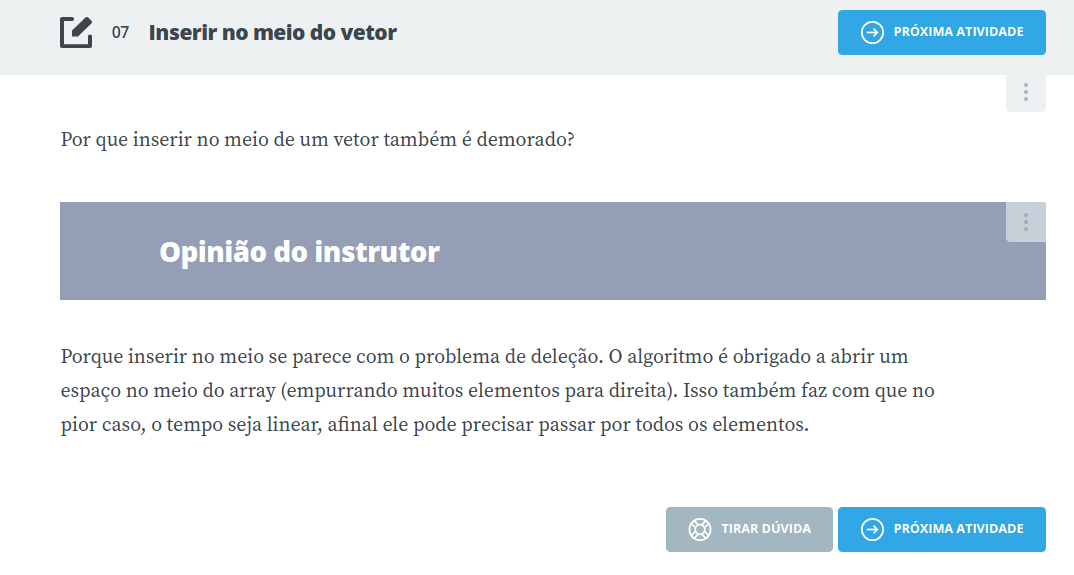 07 Inserir no meio do vetor
PRÓXIMA ATIVIDADE
Por que inserir no meio de um vetor também é demorado?
Opinião do instrutor
Porque inserir no meio se parece com o problema de deleção. O algoritmo é obrigado a abrir um
espaço no meio do array (empurrando muitos elementos para direita). Isso também faz com que no
pior caso, o tempo seja linear, afinal ele pode precisar passar por todos os elementos.
TIRAR DÚVIDA
PRÓXIMA ATIVIDADE